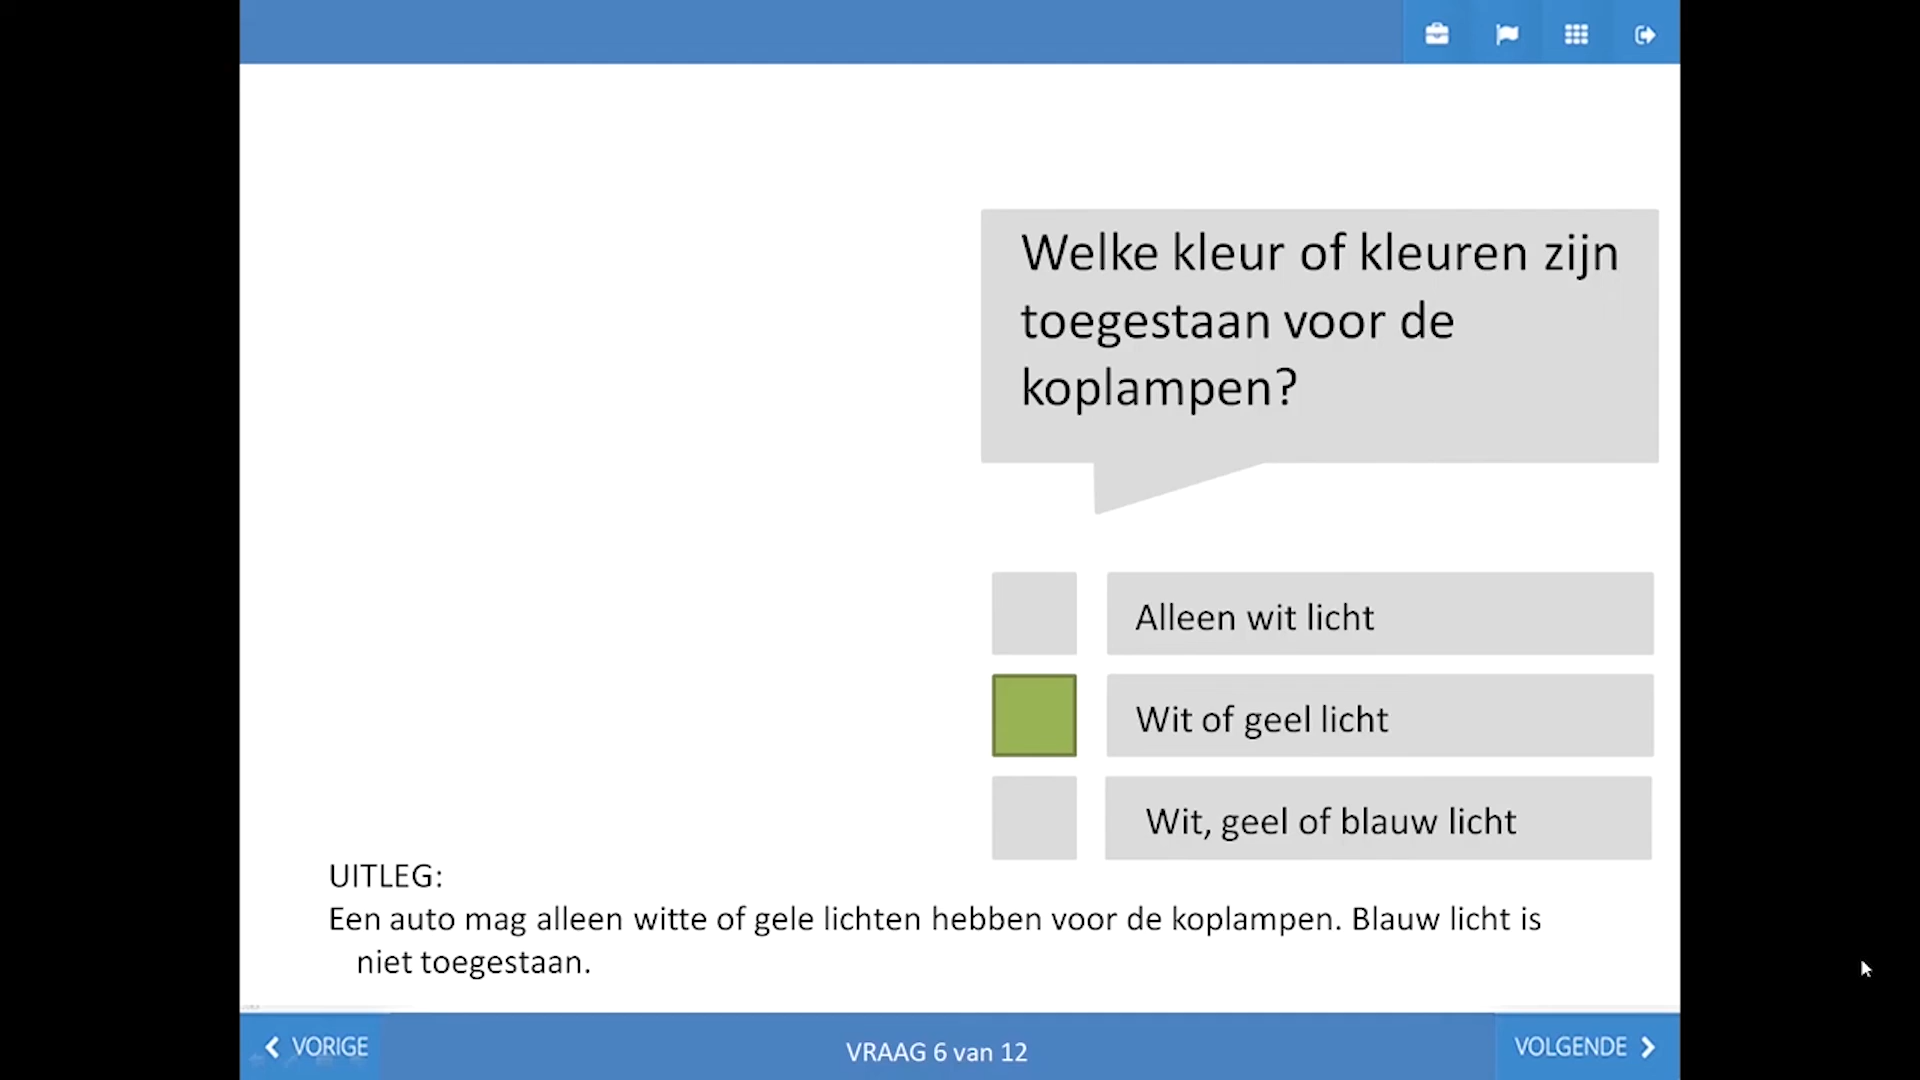 Welke kleur of kleuren zijn
toegestaan voor de
koplampen?
Alleen wit licht
Wit of geel licht
Wit, geel of blauw licht
UITLEG:
Een auto mag alleen witte of gele lichten hebben voor de koplampen. Blauw licht is
niet toegestaan.
VORIGE
VRAAG 6 van 12
VOLGENDE